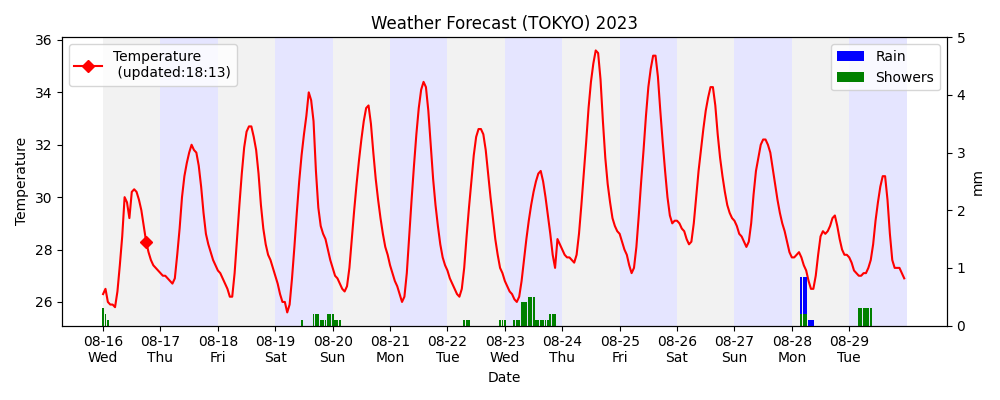 Weather Forecast (TOKYO) 2023
Temperature
(updated:18:13)
Rain
Showers
Temperature
36
34
32
30
28
26
5
4
3
2
1
0
mm
08-16 08-17 08-18 08-19 08-20 08-21 08-22 08-23 08-24 08-25 08-26 08-27 08-28 08-29
Wed Thu Fri Sat Sun Mon Tue Wed Thu Fri Sat Sun Mon Tue
Date